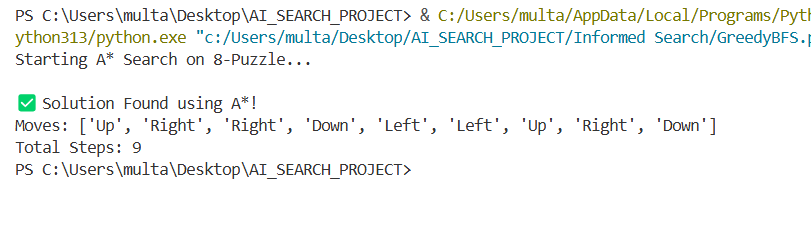 PS C:\Users\multa\Desktop\AI_SEARCH_PROJECT> & C:/Users/multa/AppData/Local/Programs/Pyth
ython313/python.exe "c:/Users/multa/Desktop/AI_SEARCH_PROJECT/Informed Search/GreedyBFS.p
Starting A* Search on 8-Puzzle...
✅ Solution Found using A*!
Moves: ['Up', 'Right', 'Right', 'Down', 'Left', 'Left', 'Up', 'Right', 'Down']
Total Steps: 9
PS C:\Users\multa\Desktop\AI_SEARCH_PROJECT>